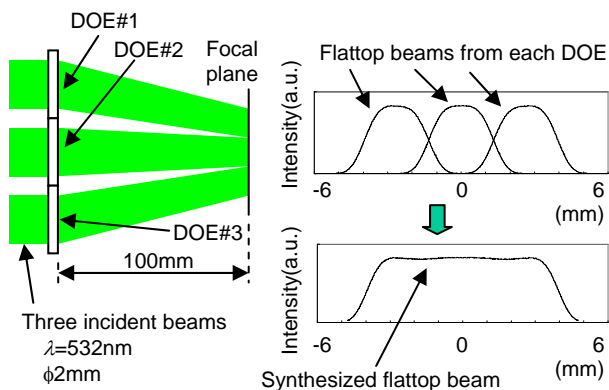 DOE#1
DOE#2
Focal
plane
DOE#3
100mm
Three incident beams
λ=532nm
ϕ2mm
Flattop beams from each DOE
Intensity(a.u.)
-6 0 6
(mm)
Intensity(a.u.)
-6 0 6
(mm)
Synthesized flattop beam